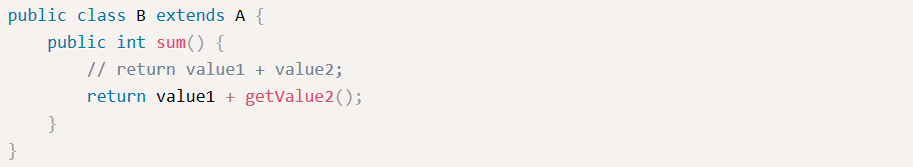 public class B extends A {
    public int sum() {
        // return value1 + value2;
        return value1 + getValue2();
    }
}